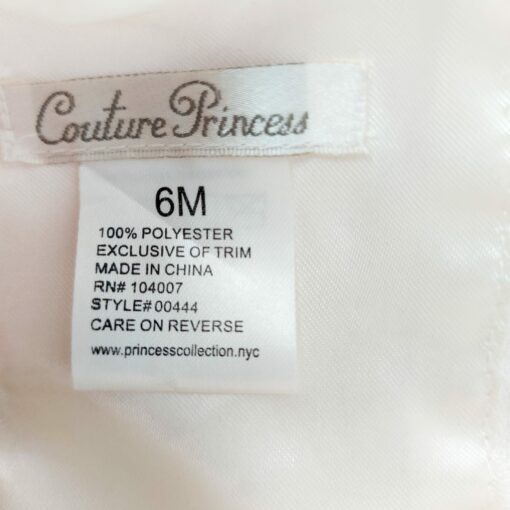 Couture Princess
6M
100% POLYESTER
EXCLUSIVE OF TRIM
MADE IN CHINA
RN# 104007
STYLE#00444
CARE ON REVERSE
www.princesscollection.nyc